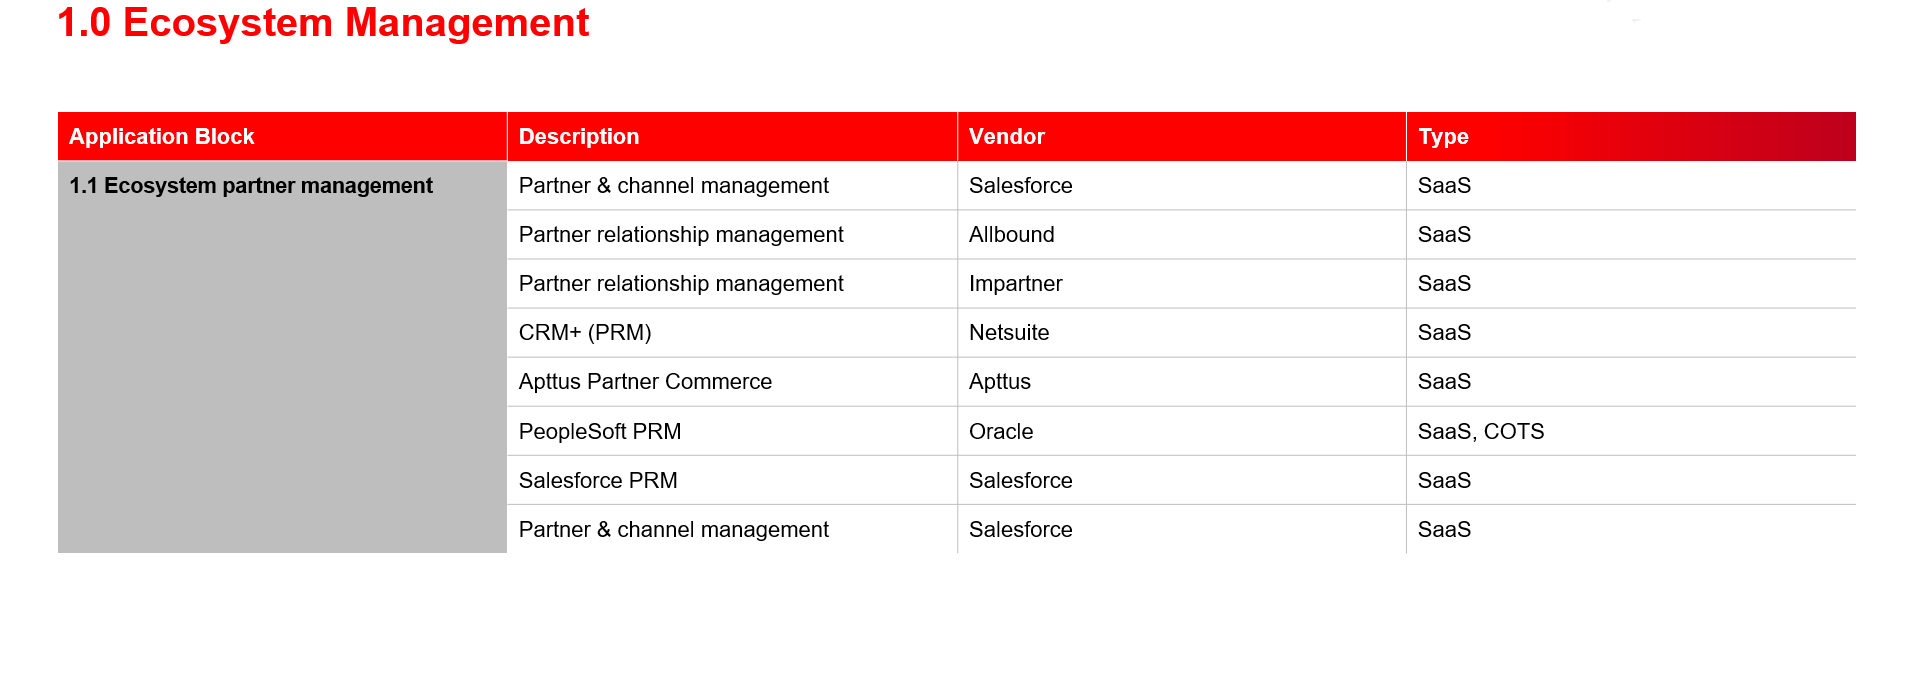 1.0 Ecosystem Management
Application Block Description Vendor Type
1.1 Ecosystem partner management Partner & channel management Salesforce SaaS
Partner relationship management Allbound SaaS
Partner relationship management Impartner SaaS
CRM+ (PRM) Netsuite SaaS
Apttus Partner Commerce Apttus SaaS
PeopleSoft PRM Oracle SaaS, COTS
Salesforce PRM Salesforce SaaS
Partner & channel management Salesforce SaaS